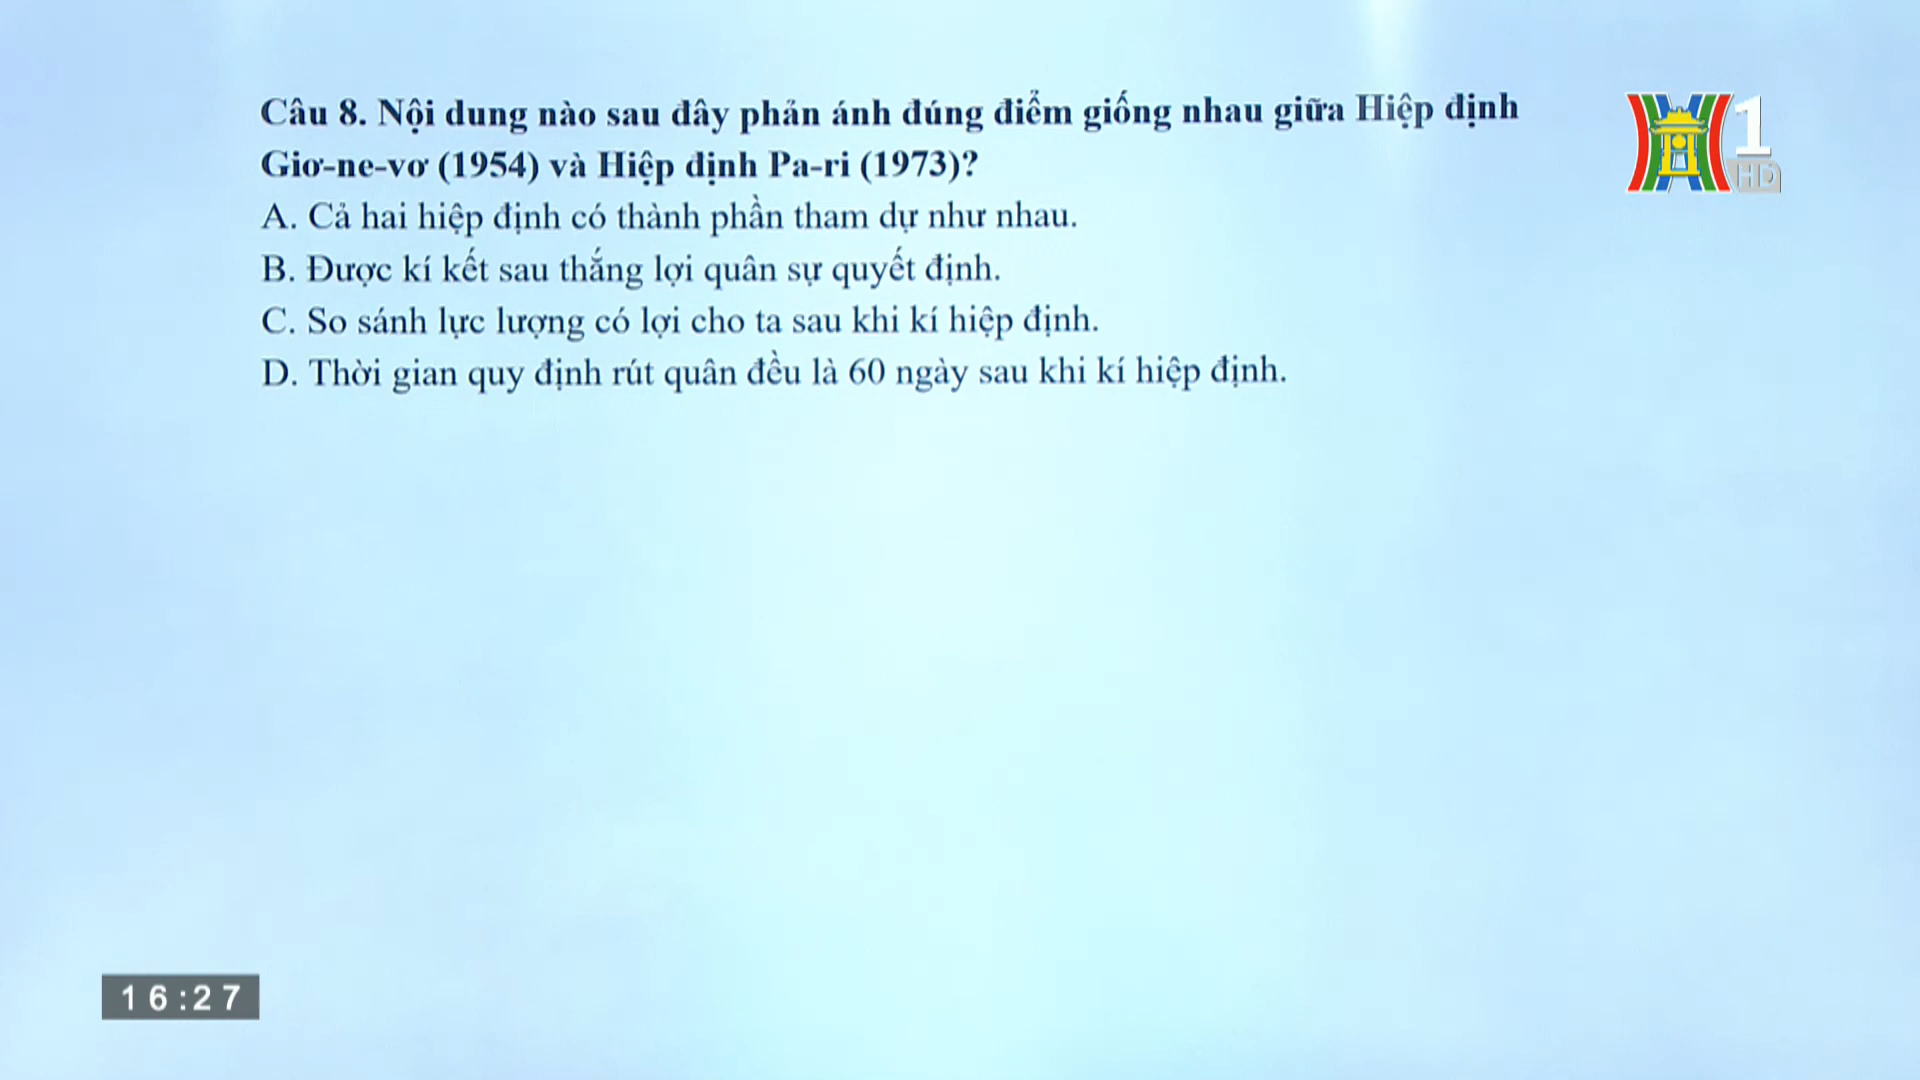 Câu 8. Nội dung nào sau đây phản ánh đúng điểm giống nhau giữa Hiệp định
Giơ-ne-vơ (1954) và Hiệp định Pa-ri (1973)?
A. Cả hai hiệp định có thành phần tham dự như nhau.
B. Được kí kết sau thắng lợi quân sự quyết định.
C. So sánh lực lượng có lợi cho ta sau khi kí hiệp định.
D. Thời gian quy định rút quân đều là 60 ngày sau khi kí hiệp định.
H1
HD
16:27